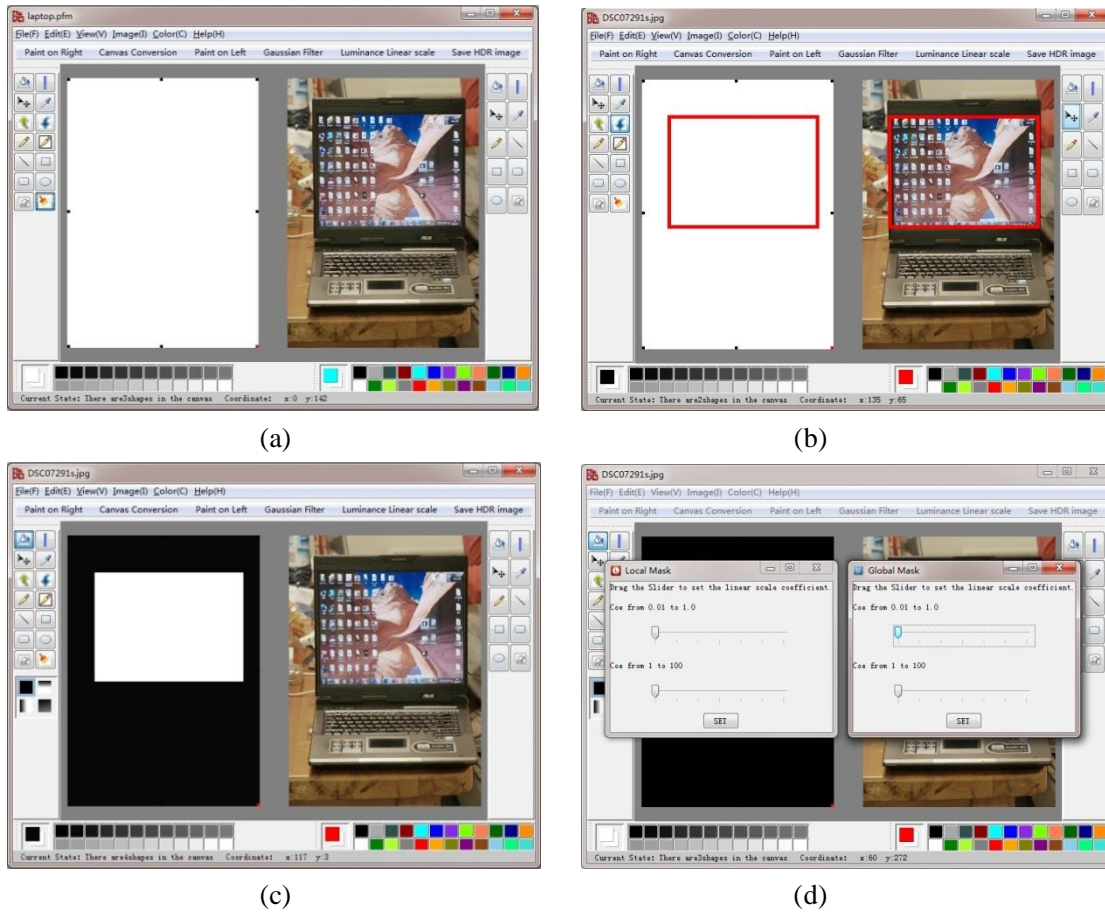 laptop.pfm
File(F) Edit(E) View(V) Image(I) Color(C) Help(H)
Paint on Right Canvas Conversion Paint on Left Gaussian Filter Luminance Linear scale Save HDR image
ASUS
Current State: There are3shapes in the canvas Coordinate: x:0 y:142
(a)
DSC07291s.jpg
File(F) Edit(E) View(V) Image(I) Color(C) Help(H)
Paint on Right Canvas Conversion Paint on Left Gaussian Filter Luminance Linear scale Save HDR image
Current State: There are2shapes in the canvas Coordinate: x:135 y:65
(b)
DSC07291s.jpg
File(F) Edit(E) View(V) Image(I) Color(C) Help(H)
Paint on Right Canvas Conversion Paint on Left Gaussian Filter Luminance Linear scale Save HDR image
Current State: There are4shapes in the canvas Coordinate: x:117 y:3
(c)
DSC07291s.jpg
File(F) Edit(E) View(V) Image(I) Color(C) Help(H)
Paint on Right Canvas Conversion Paint on Left Gaussian Filter Luminance Linear scale Save HDR image
Local Mask
Drag the Slider to set the linear scale coefficient.
Coe from 0.01 to 1.0
Coe from 1 to 100
SET
Global Mask
Drag the Slider to set the linear scale coefficient.
Coe from 0.01 to 1.0
Coe from 1 to 100
SET
Current State: There are3shapes in the canvas Coordinate: x:60 y:272
(d)